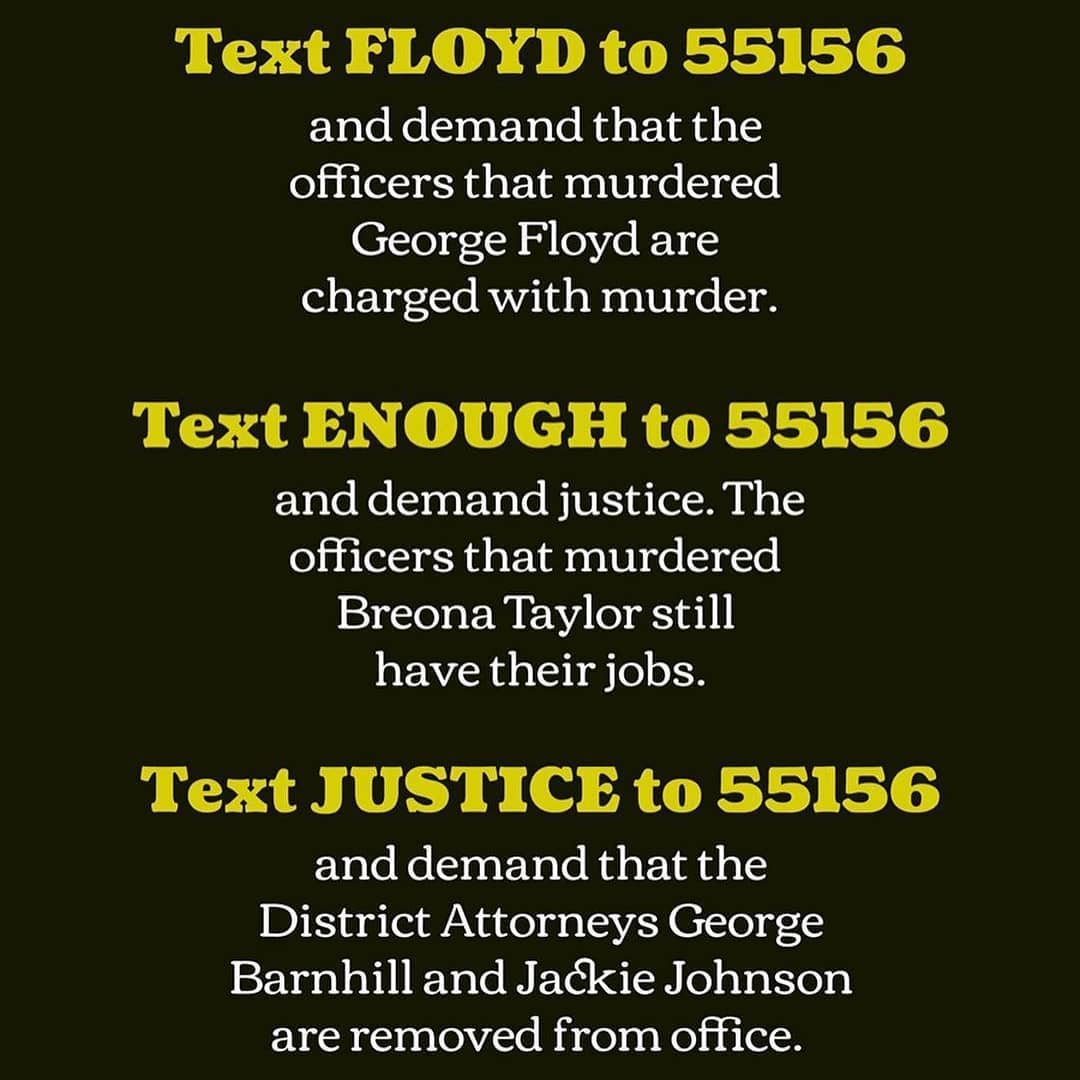 Text FLOYD to 55156
and demand that the
officers that murdered
George Floyd are
charged with murder.
Text ENOUGH to 55156
and demand justice. The
officers that murdered
Breona Taylor still
have their jobs.
Text JUSTICE to 55156
and demand that the
District Attorneys George
Barnhill and Jackie Johnson
are removed from office.